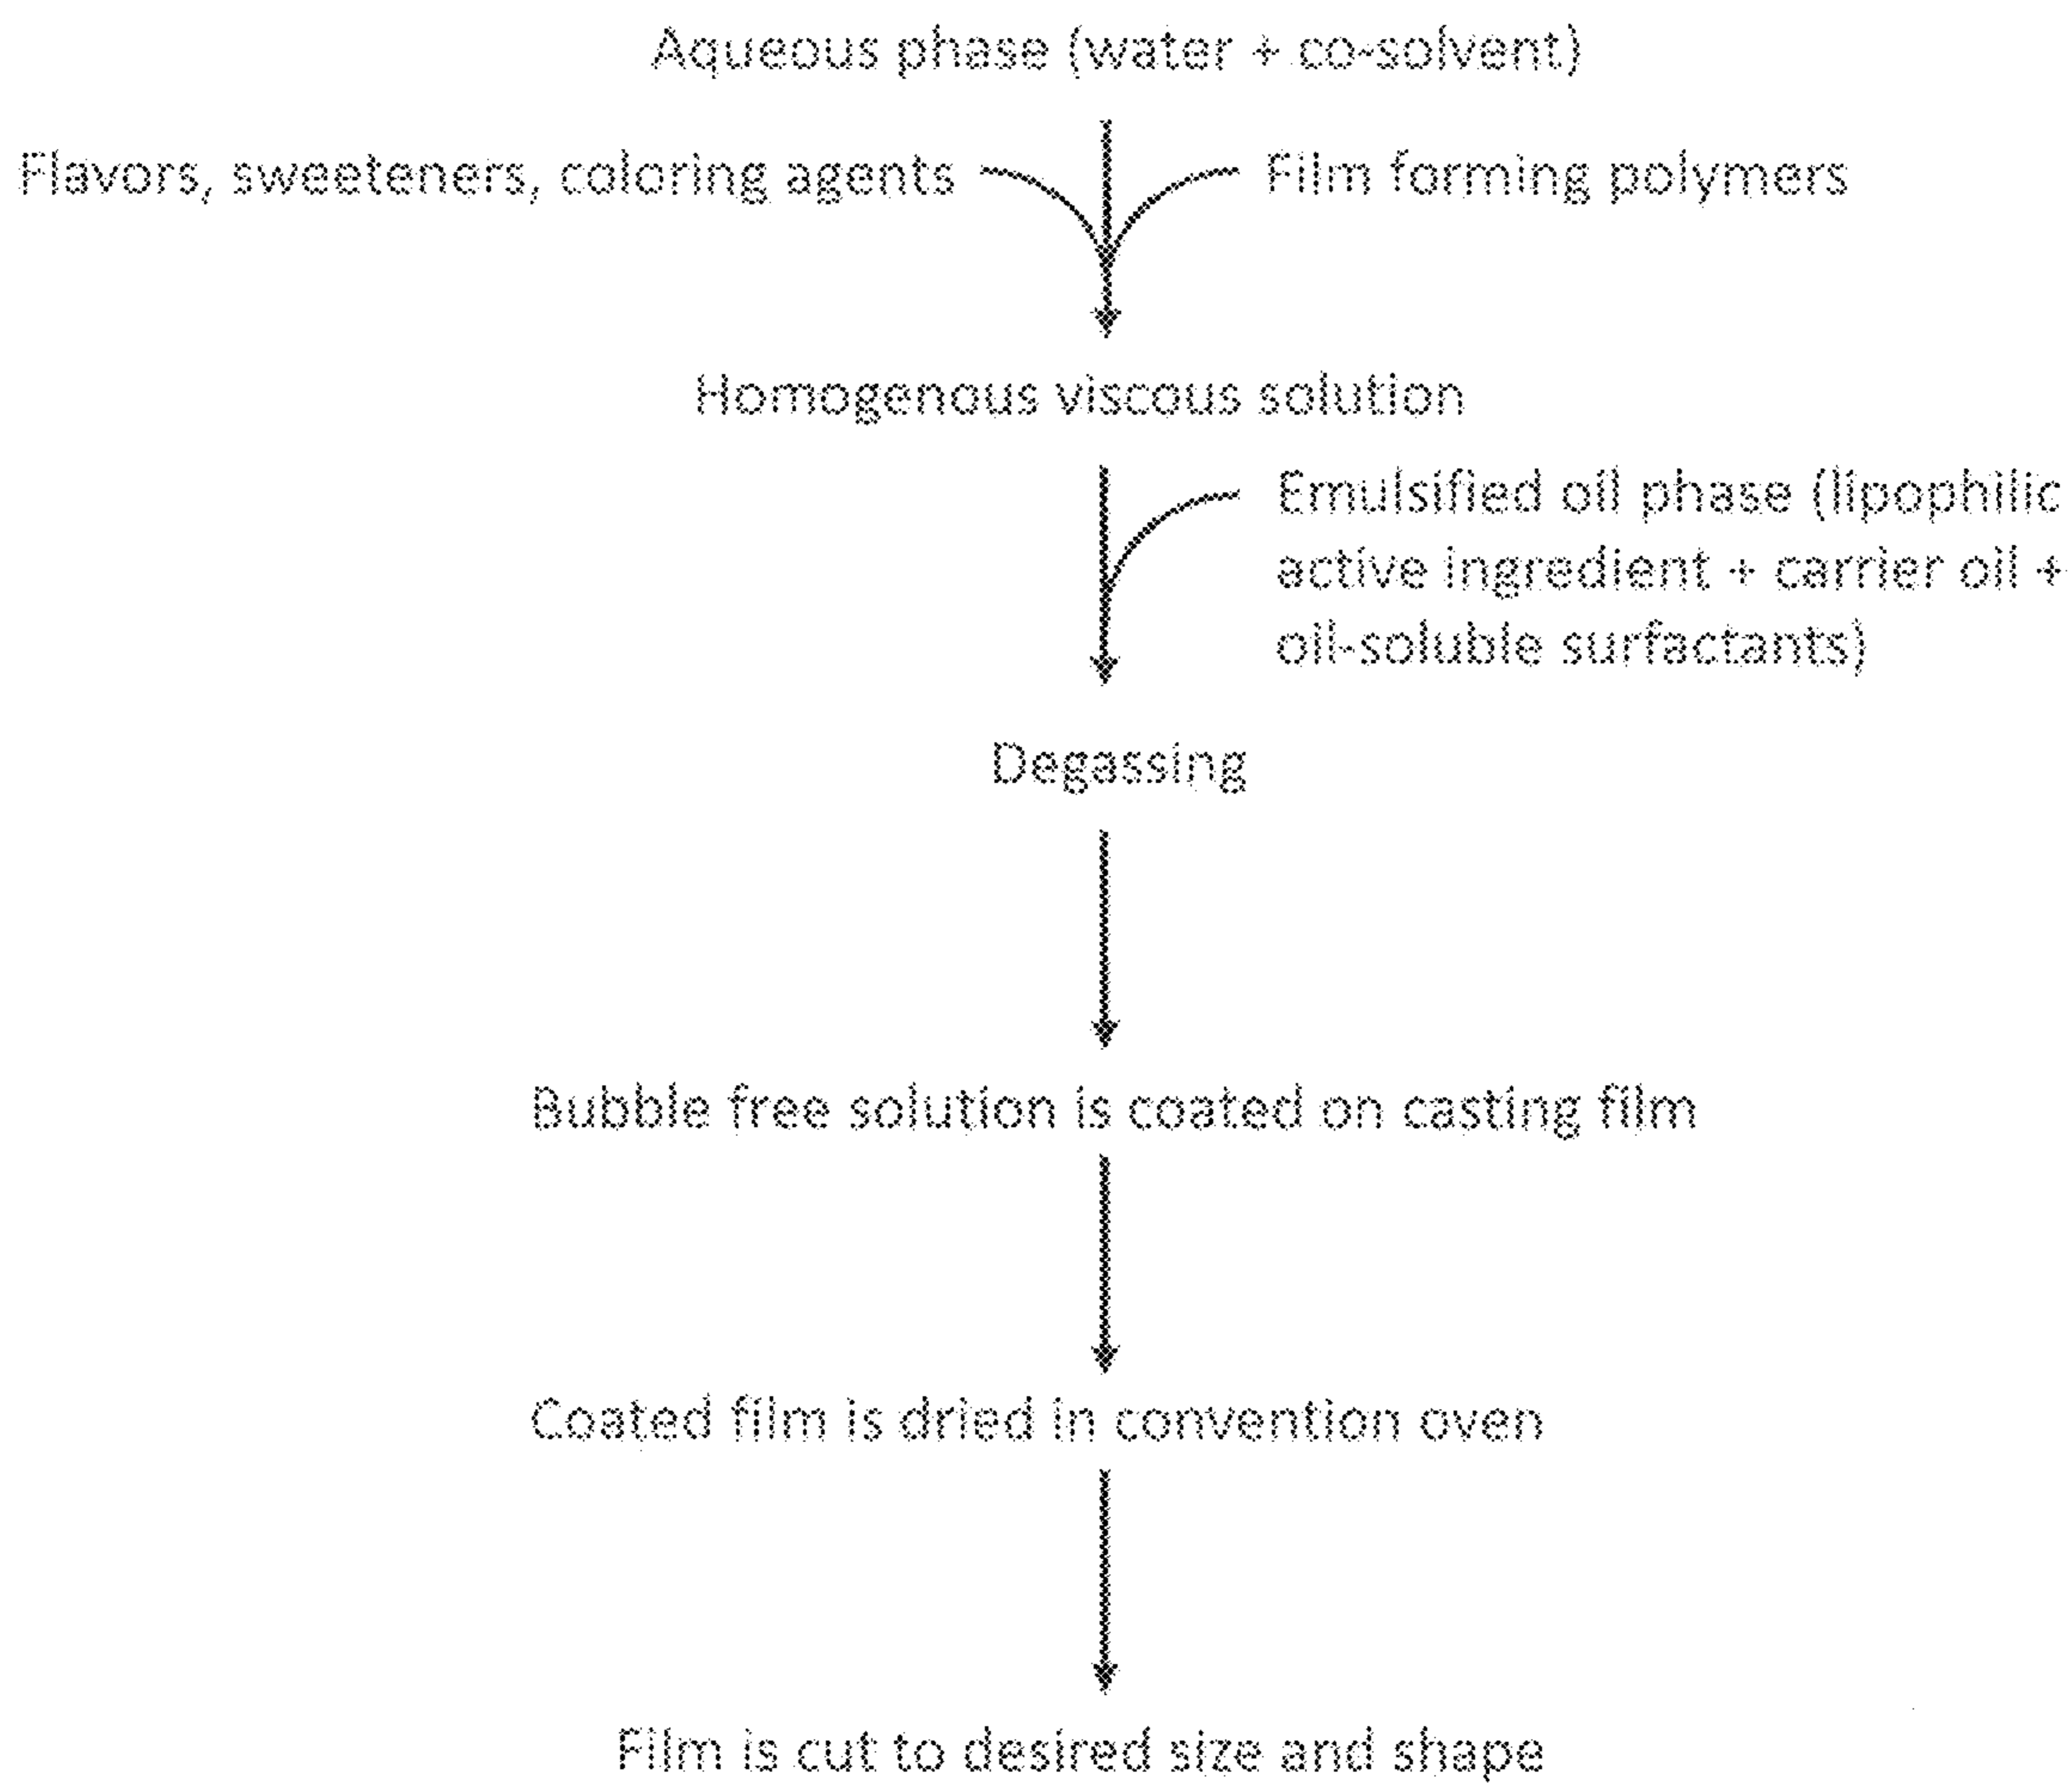 Aqueous phase (water + co-solvent)
Flavors, sweeteners, coloring agents
Film forming polymers
Homogenous viscous solution
Emulsified oil phase (lipophilic
active ingredient + carrier oil +
oil-soluble surfactants)
Degassing
Bubble free solution is coated on casting film
Coated film is dried in convention oven
Film is cut to desired size and shape